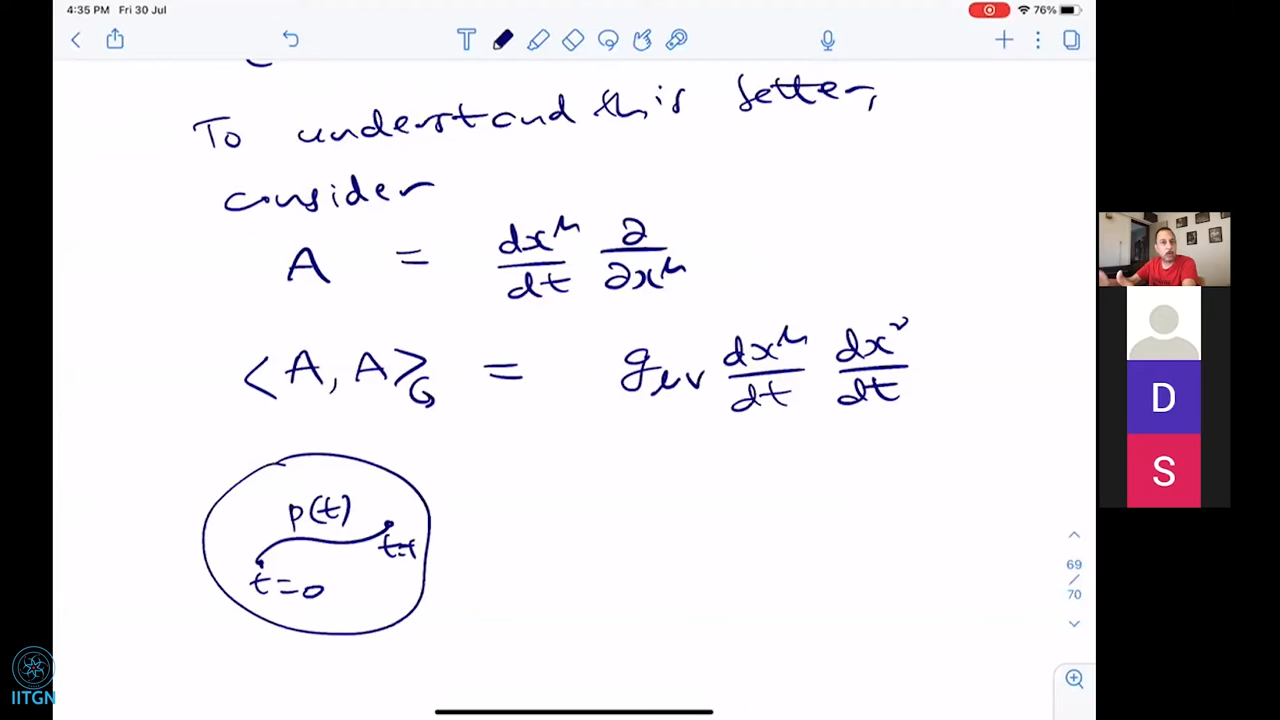 4:35 PM Fri 30 Jul
76%
T
To understand this better,
consider
A = dx^μ/dt ∂/∂x^μ
<A, A>_G = g_μν dx^μ/dt dx^ν/dt
p(t)
t=1
t=0
D
S
69
/
70
IITGN